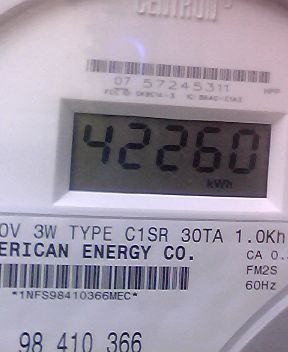 CENTRON
07 57245311
42260
kWh
0V 3W TYPE C1SR 30TA 1.0Kh
ERICAN ENERGY CO.
CA 0.
FM2S
*1NFS98410366MEC*
60Hz
98 410 366